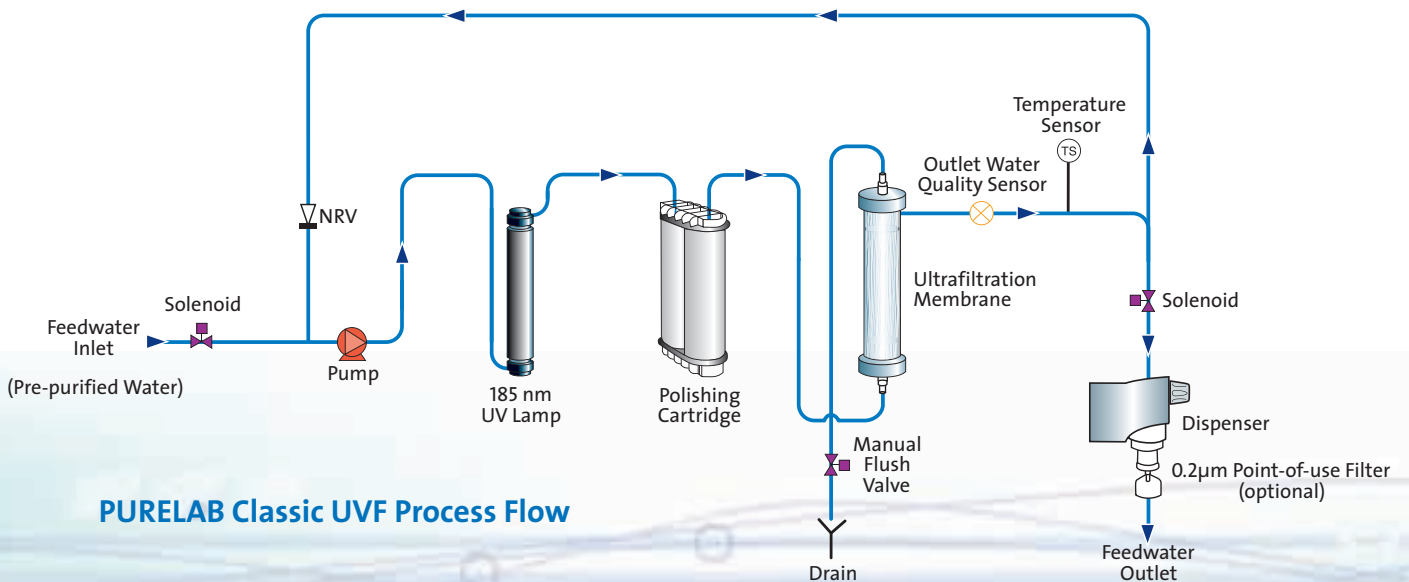 Temperature
Sensor
TS
Outlet Water
Quality Sensor
NRV
Solenoid
Feedwater
Inlet
(Pre-purified Water)
Pump
185 nm
UV Lamp
Polishing
Cartridge
Ultrafiltration
Membrane
Solenoid
Dispenser
Manual
Flush
Valve
0.2µm Point-of-use Filter
(optional)
PURELAB Classic UVF Process Flow
Drain
Feedwater
Outlet